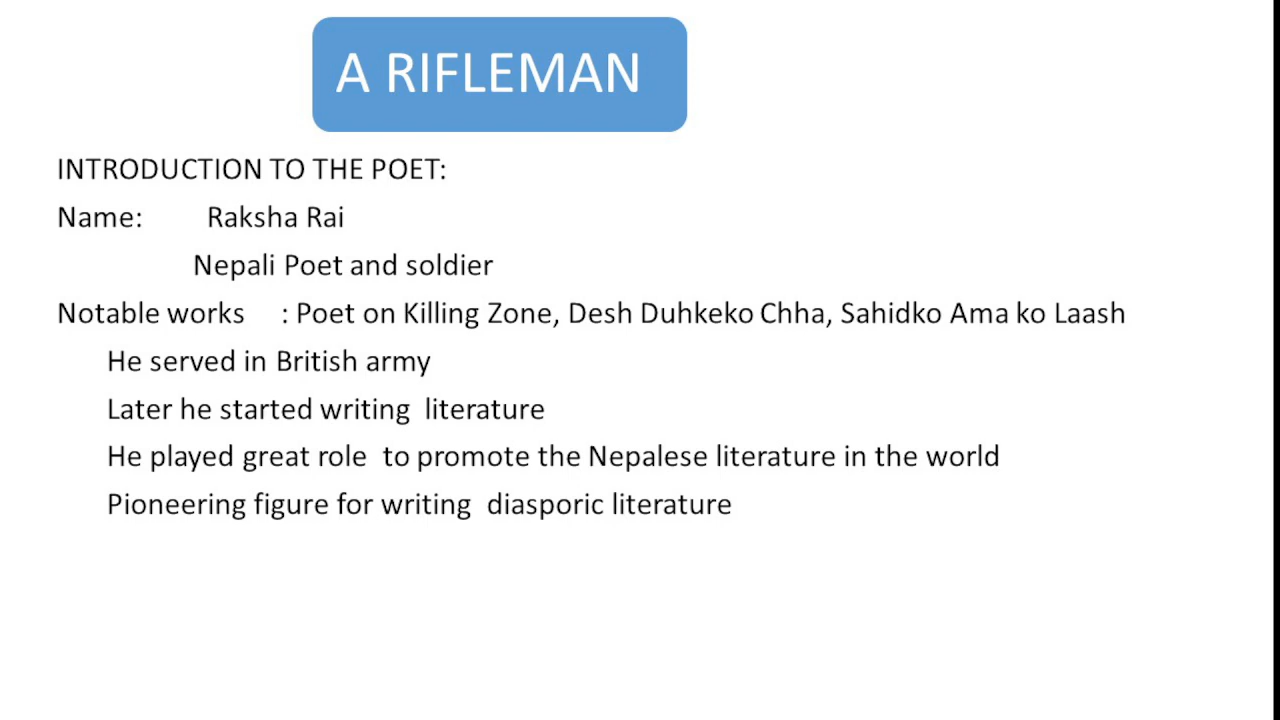 A RIFLEMAN
INTRODUCTION TO THE POET:
Name: Raksha Rai
Nepali Poet and soldier
Notable works : Poet on Killing Zone, Desh Duhkeko Chha, Sahidko Ama ko Laash
He served in British army
Later he started writing literature
He played great role to promote the Nepalese literature in the world
Pioneering figure for writing diasporic literature